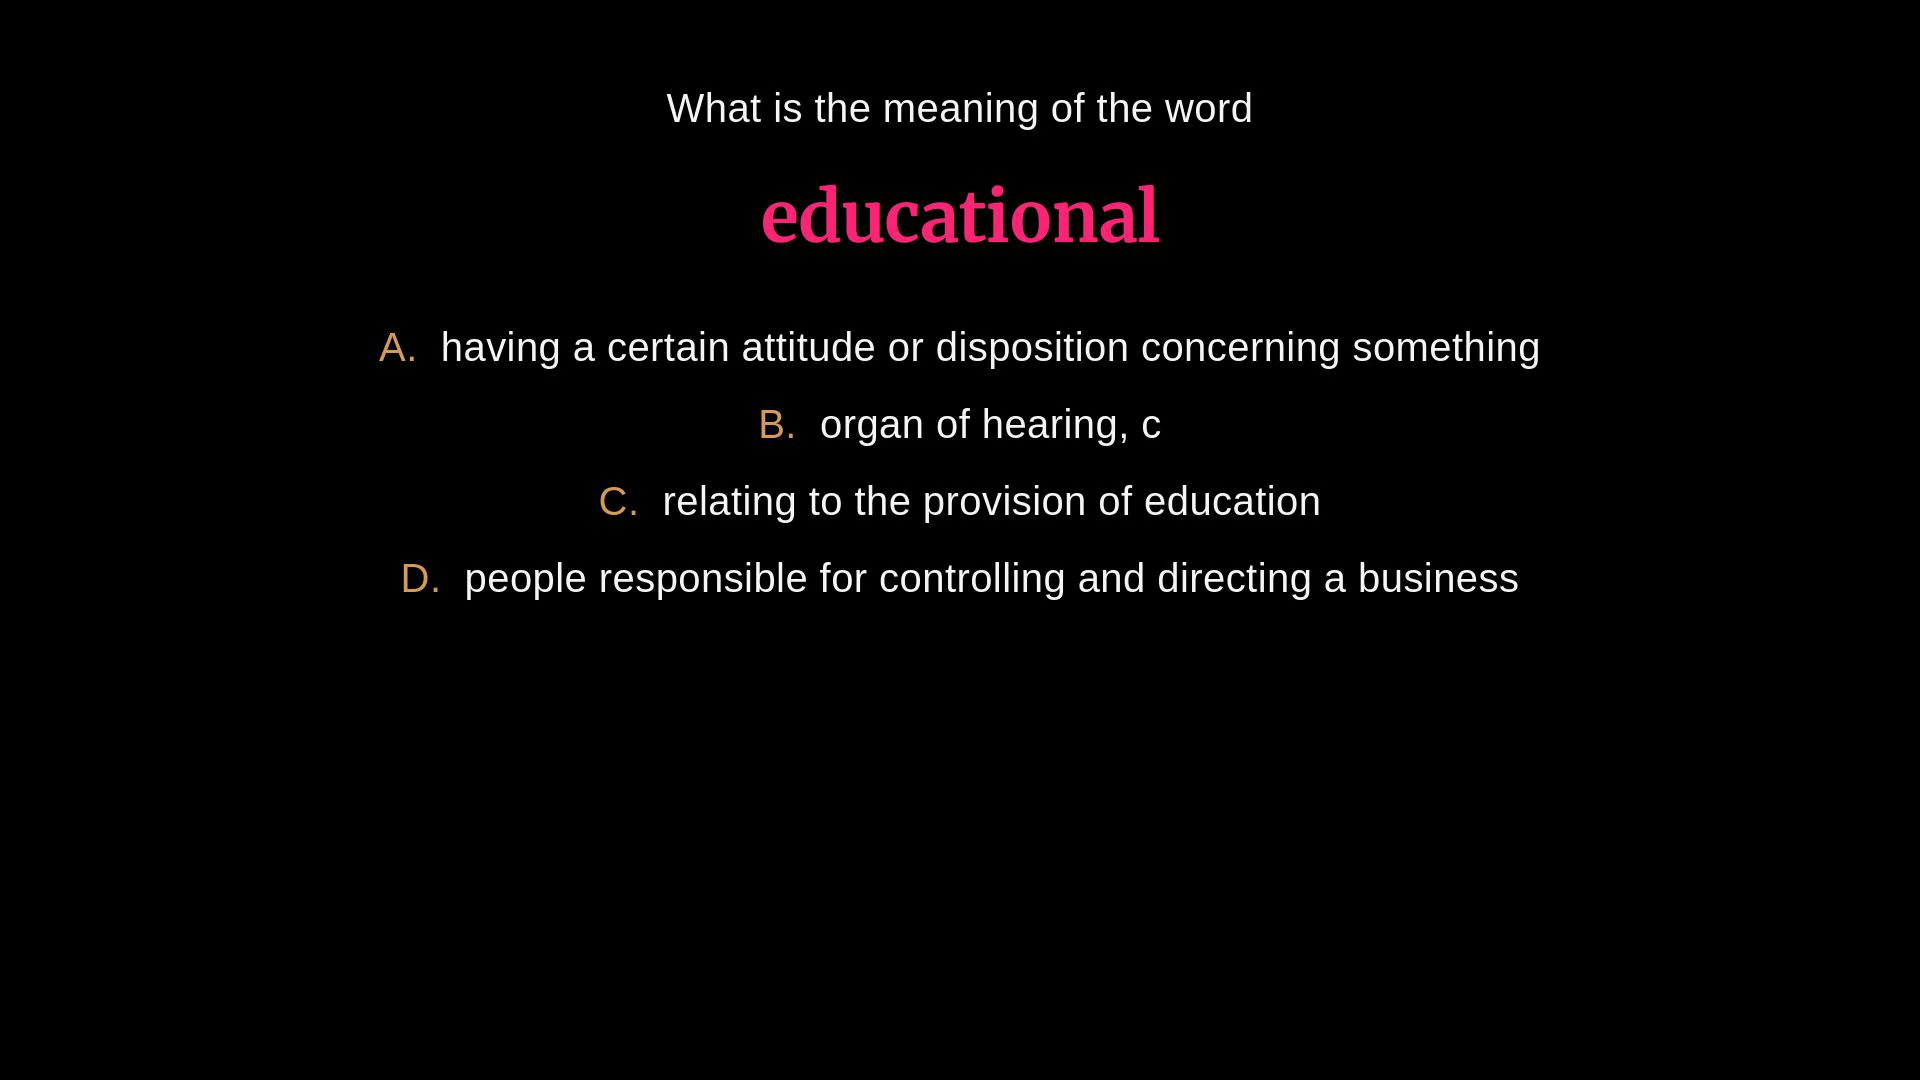 What is the meaning of the word
educational
A. having a certain attitude or disposition concerning something
B. organ of hearing, c
C. relating to the provision of education
D. people responsible for controlling and directing a business